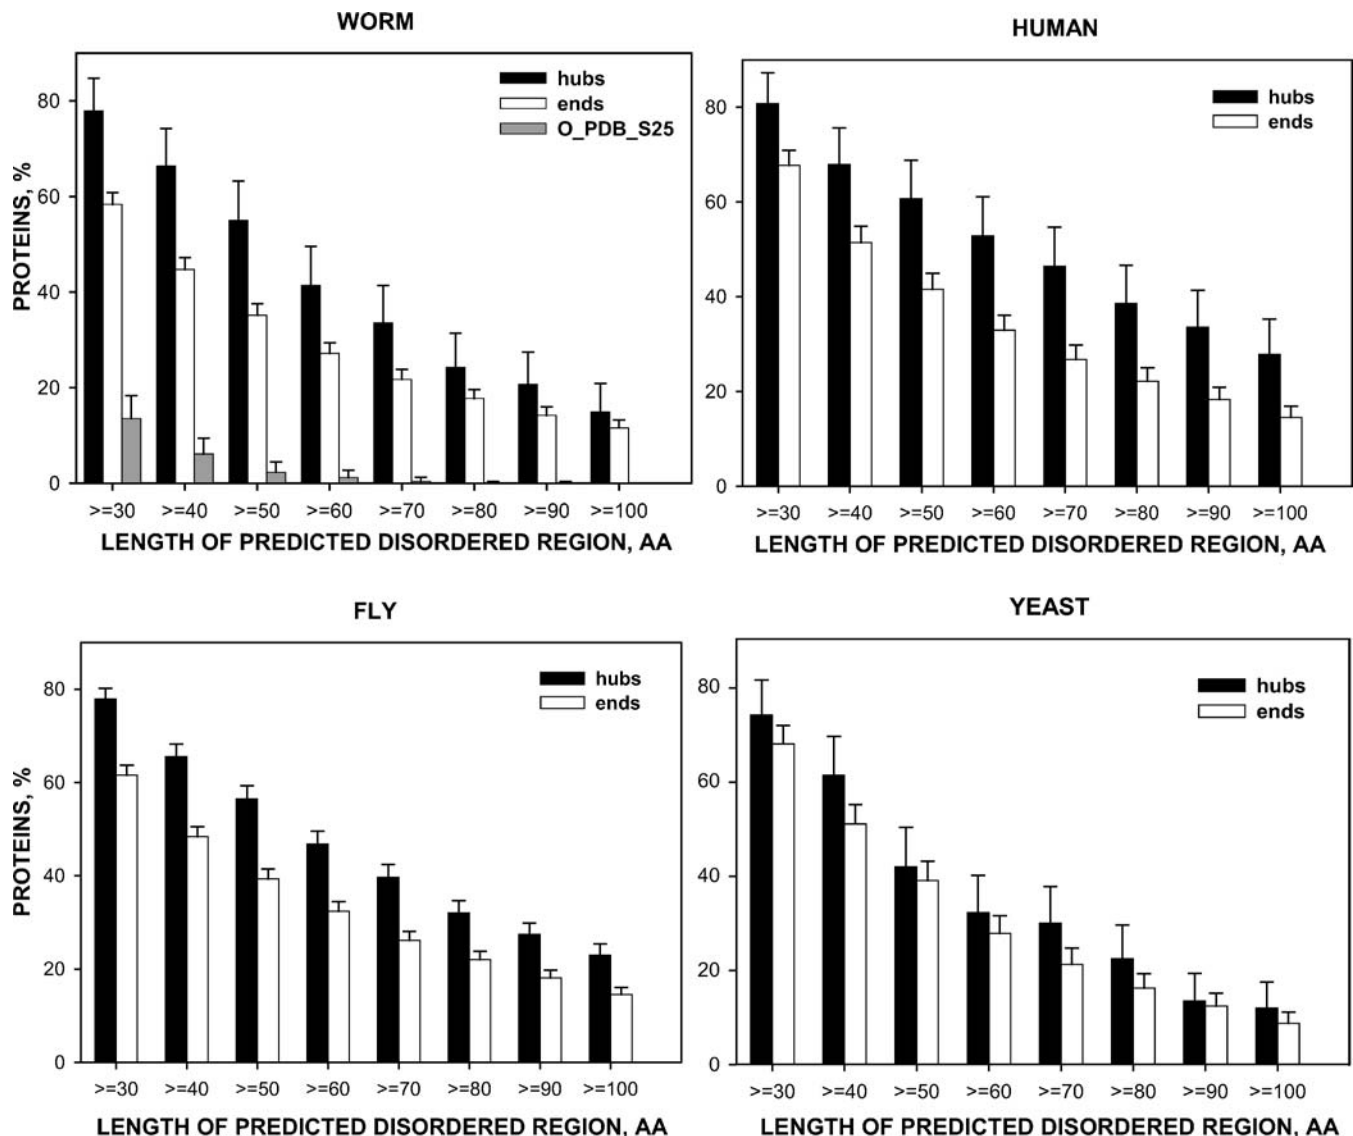 WORM
hubs
ends
O_PDB_S25
PROTEINS, %
80
60
40
20
0
>=30 >=40 >=50 >=60 >=70 >=80 >=90 >=100
LENGTH OF PREDICTED DISORDERED REGION, AA
HUMAN
hubs
ends
80
60
40
20
0
>=30 >=40 >=50 >=60 >=70 >=80 >=90 >=100
LENGTH OF PREDICTED DISORDERED REGION, AA
FLY
hubs
ends
PROTEINS, %
80
60
40
20
0
>=30 >=40 >=50 >=60 >=70 >=80 >=90 >=100
LENGTH OF PREDICTED DISORDERED REGION, AA
YEAST
hubs
ends
80
60
40
20
0
>=30 >=40 >=50 >=60 >=70 >=80 >=90 >=100
LENGTH OF PREDICTED DISORDERED REGION, AA